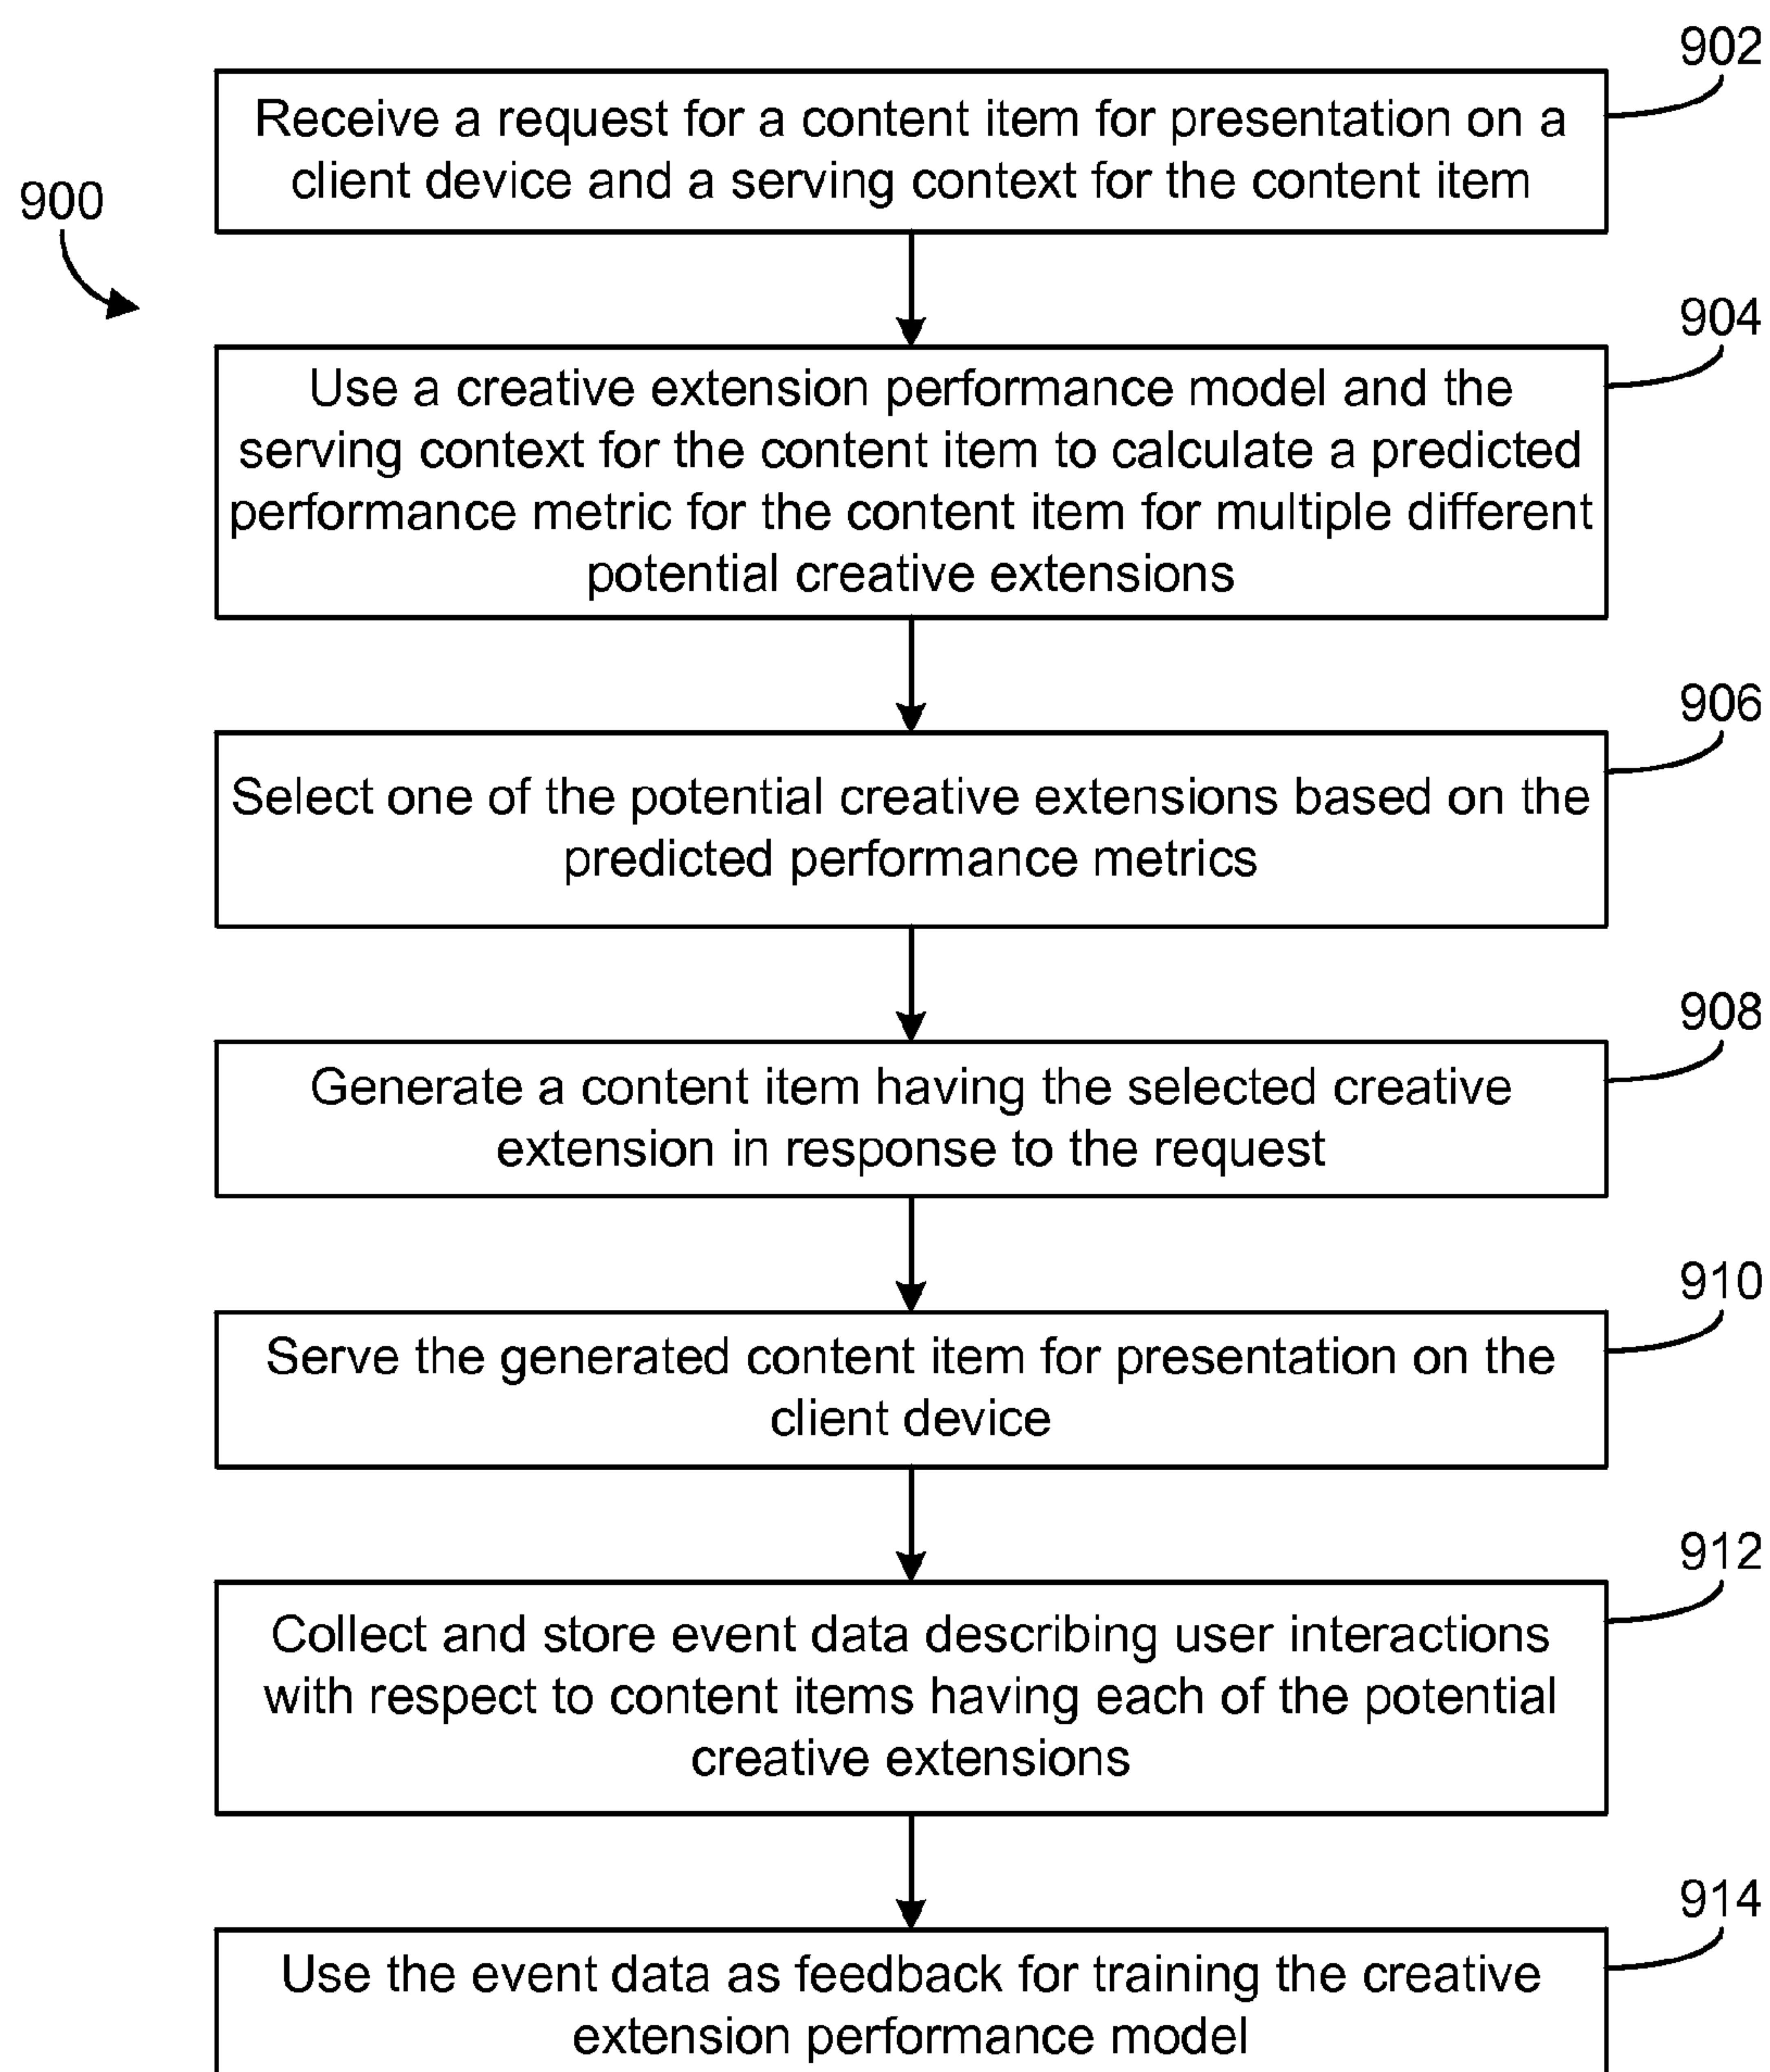 902
Receive a request for a content item for presentation on a
client device and a serving context for the content item
900
904
Use a creative extension performance model and the
serving context for the content item to calculate a predicted
performance metric for the content item for multiple different
potential creative extensions
906
Select one of the potential creative extensions based on the
predicted performance metrics
908
Generate a content item having the selected creative
extension in response to the request
910
Serve the generated content item for presentation on the
client device
912
Collect and store event data describing user interactions
with respect to content items having each of the potential
creative extensions
914
Use the event data as feedback for training the creative
extension performance model